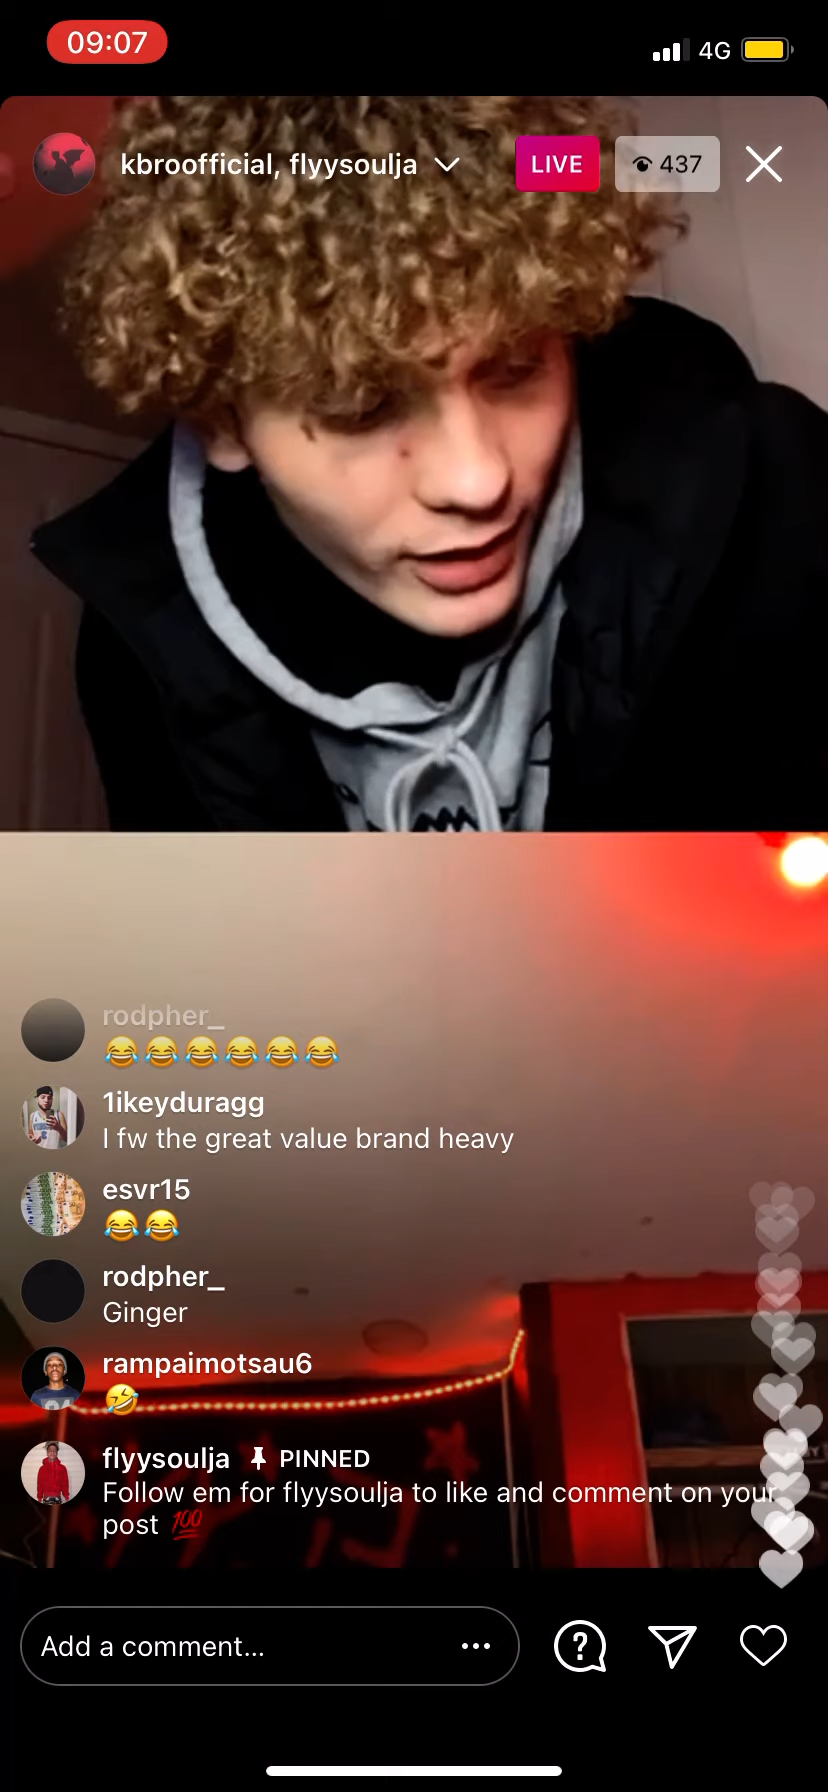 09:07
4G
kbroofficial, flyysoulja
LIVE
437
rodpher_
😂😂😂😂😂😂
1ikeyduragg
I fw the great value brand heavy
esvr15
😂😂
rodpher_
Ginger
rampaimotsau6
🤣
flyysoulja PINNED
Follow em for flyysoulja to like and comment on your
post 💯
Add a comment...